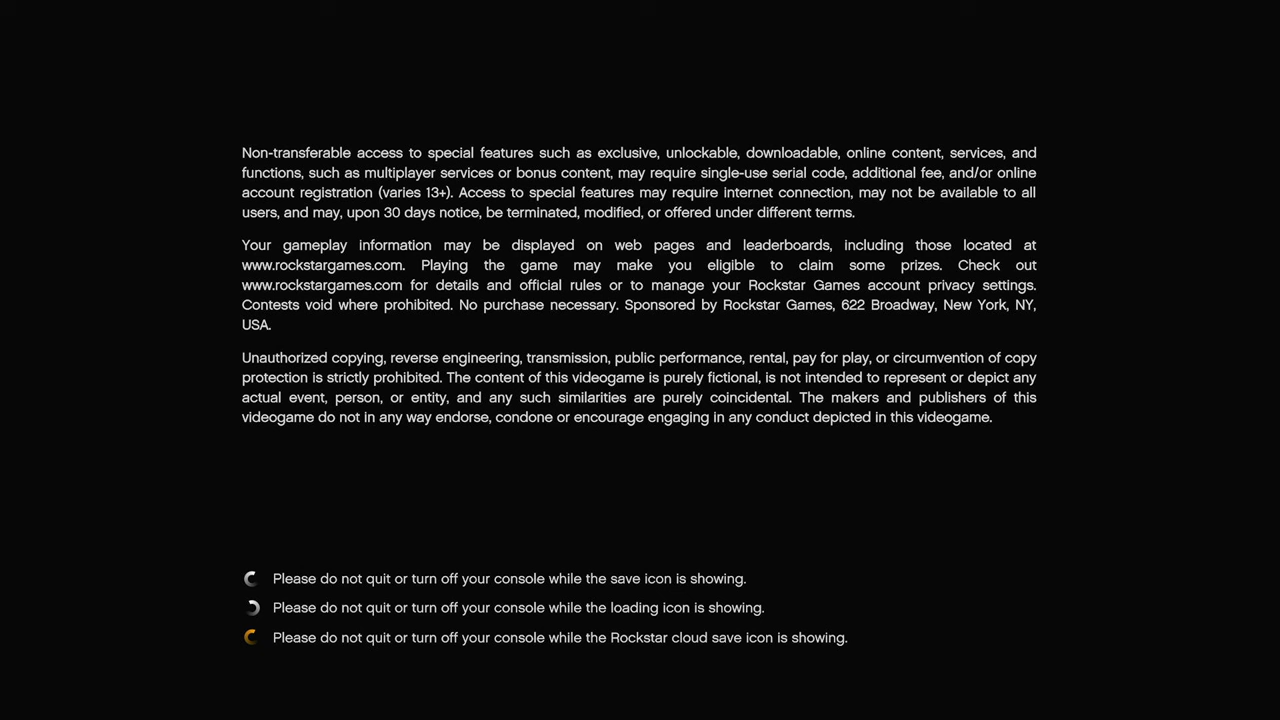 Non-transferable access to special features such as exclusive, unlockable, downloadable, online content, services, and
functions, such as multiplayer services or bonus content, may require single-use serial code, additional fee, and/or online
account registration (varies 13+). Access to special features may require internet connection, may not be available to all
users, and may, upon 30 days notice, be terminated, modified, or offered under different terms.
Your gameplay information may be displayed on web pages and leaderboards, including those located at
www.rockstargames.com. Playing the game may make you eligible to claim some prizes. Check out
www.rockstargames.com for details and official rules or to manage your Rockstar Games account privacy settings.
Contests void where prohibited. No purchase necessary. Sponsored by Rockstar Games, 622 Broadway, New York, NY,
USA.
Unauthorized copying, reverse engineering, transmission, public performance, rental, pay for play, or circumvention of copy
protection is strictly prohibited. The content of this videogame is purely fictional, is not intended to represent or depict any
actual event, person, or entity, and any such similarities are purely coincidental. The makers and publishers of this
videogame do not in any way endorse, condone or encourage engaging in any conduct depicted in this videogame.
Please do not quit or turn off your console while the save icon is showing.
Please do not quit or turn off your console while the loading icon is showing.
Please do not quit or turn off your console while the Rockstar cloud save icon is showing.